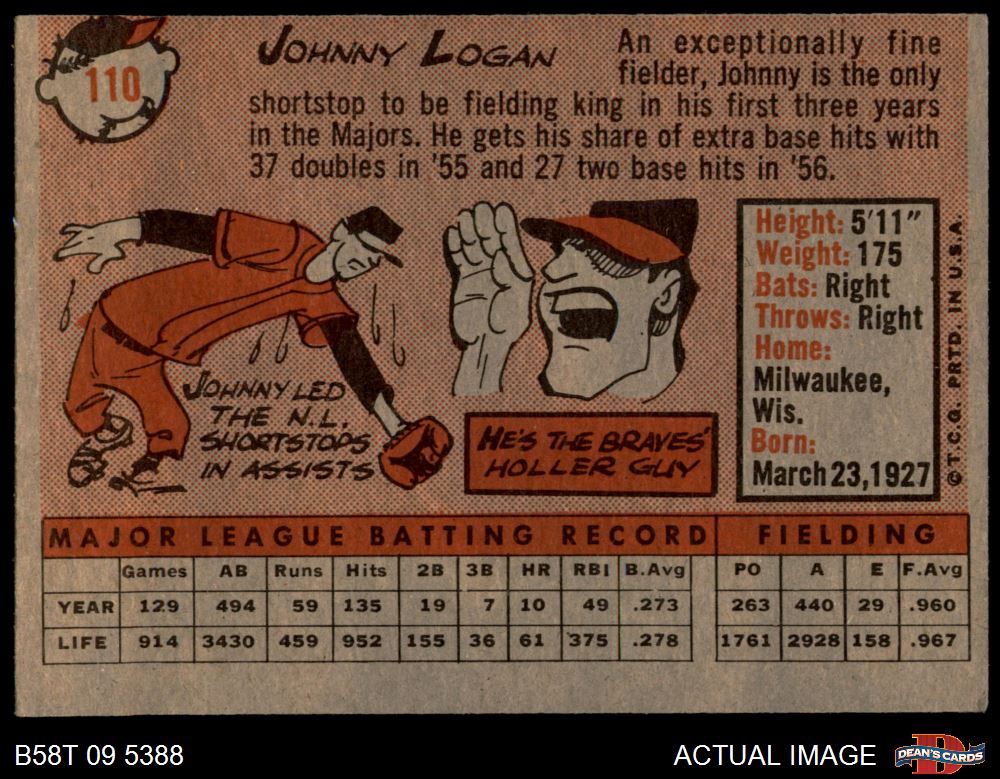 110
JOHNNY LOGAN
An exceptionally fine
fielder, Johnny is the only
shortstop to be fielding king in his first three years
in the Majors. He gets his share of extra base hits with
37 doubles in '55 and 27 two base hits in '56.
JOHNNY LED
THE N.L.
SHORTSTOPS
IN ASSISTS
HE'S THE BRAVES'
HOLLER GUY
Height: 5'11"
Weight: 175
Bats: Right
Throws: Right
Home:
Milwaukee,
Wis.
Born:
March 23, 1927
© T.C.G. PRTD. IN U.S.A.
MAJOR LEAGUE BATTING RECORD FIELDING
Games AB Runs Hits 2B 3B HR RBI B.Avg PO A E F.Avg
YEAR 129 494 59 135 19 7 10 49 .273 263 440 29 .960
LIFE 914 3430 459 952 155 36 61 375 .278 1761 2928 158 .967
B58T 09 5388 ACTUAL IMAGE
DEAN'S CARDS